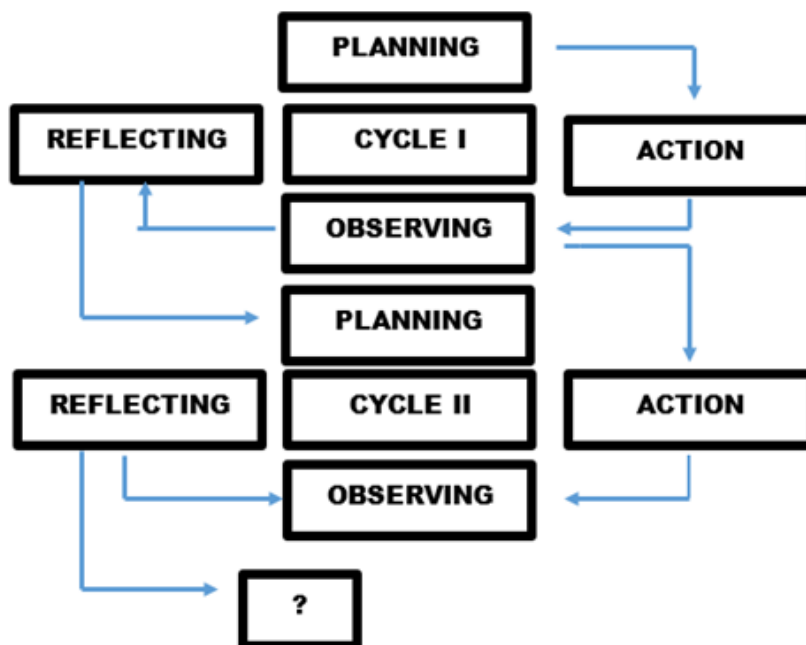 PLANNING
REFLECTING
CYCLE I
ACTION
OBSERVING
PLANNING
REFLECTING
CYCLE II
ACTION
OBSERVING
?